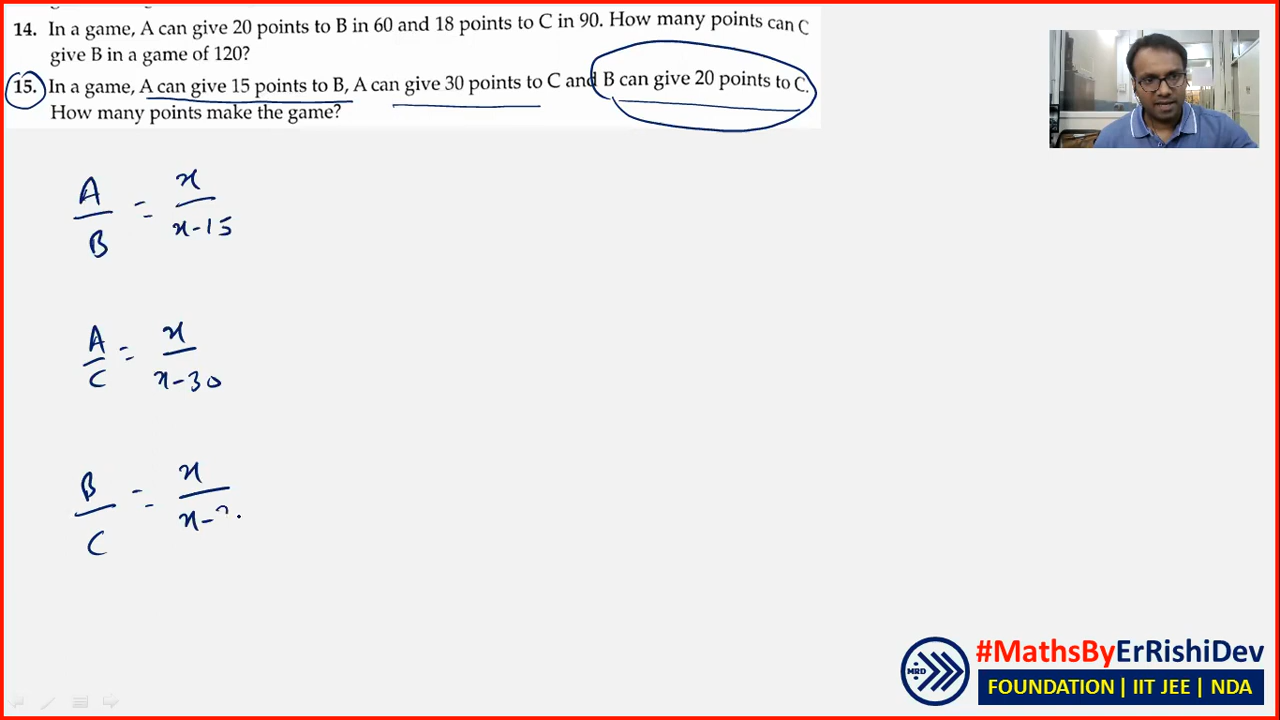 14. In a game, A can give 20 points to B in 60 and 18 points to C in 90. How many points can C
give B in a game of 120?
15. In a game, A can give 15 points to B, A can give 30 points to C and B can give 20 points to C.
How many points make the game?
A/B = x/x-15
A/C = x/x-30
B/C = x/x-
MRD
#MathsByErRishiDev
FOUNDATION | IIT JEE | NDA